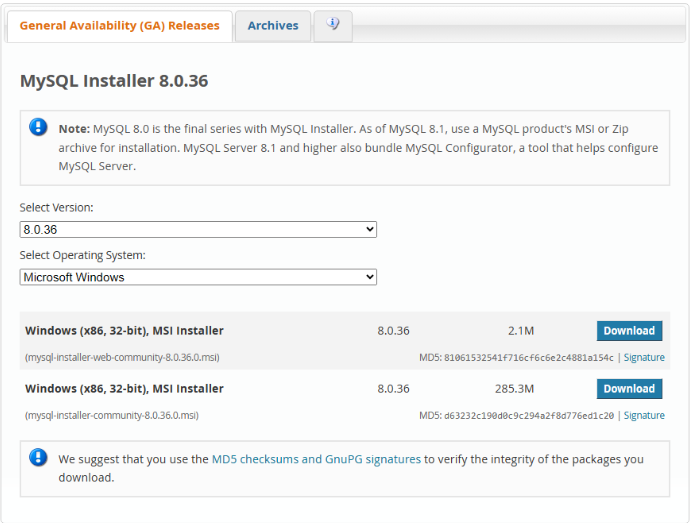 General Availability (GA) Releases
Archives
MySQL Installer 8.0.36
Note: MySQL 8.0 is the final series with MySQL Installer. As of MySQL 8.1, use a MySQL product's MSI or Zip
archive for installation. MySQL Server 8.1 and higher also bundle MySQL Configurator, a tool that helps configure
MySQL Server.
Select Version:
8.0.36
Select Operating System:
Microsoft Windows
Windows (x86, 32-bit), MSI Installer 8.0.36 2.1M Download
(mysql-installer-web-community-8.0.36.0.msi) MD5: 81061532541f716cf6c6e2c4881a154c | Signature
Windows (x86, 32-bit), MSI Installer 8.0.36 285.3M Download
(mysql-installer-community-8.0.36.0.msi) MD5: d63232c190d0c9c294a2f8d776ed1c20 | Signature
We suggest that you use the MD5 checksums and GnuPG signatures to verify the integrity of the packages you
download.